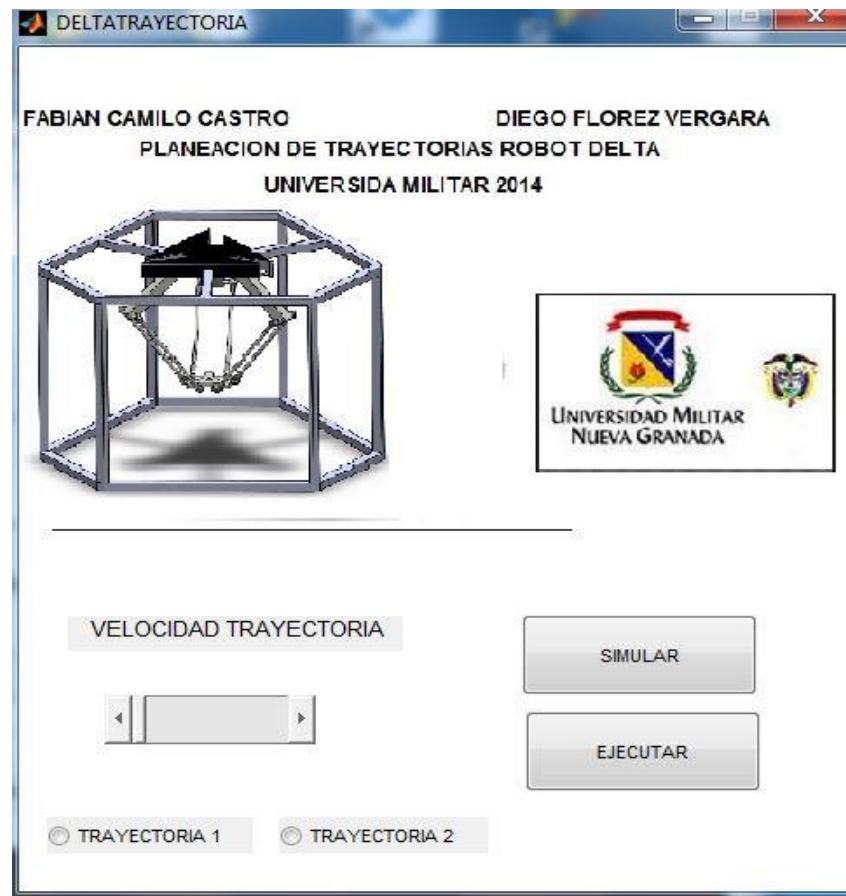 DELTATRAYECTORIA
FABIAN CAMILO CASTRO DIEGO FLOREZ VERGARA
PLANEACION DE TRAYECTORIAS ROBOT DELTA
UNIVERSIDA MILITAR 2014
UNIVERSIDAD MILITAR
NUEVA GRANADA
VELOCIDAD TRAYECTORIA
SIMULAR
EJECUTAR
TRAYECTORIA 1 TRAYECTORIA 2